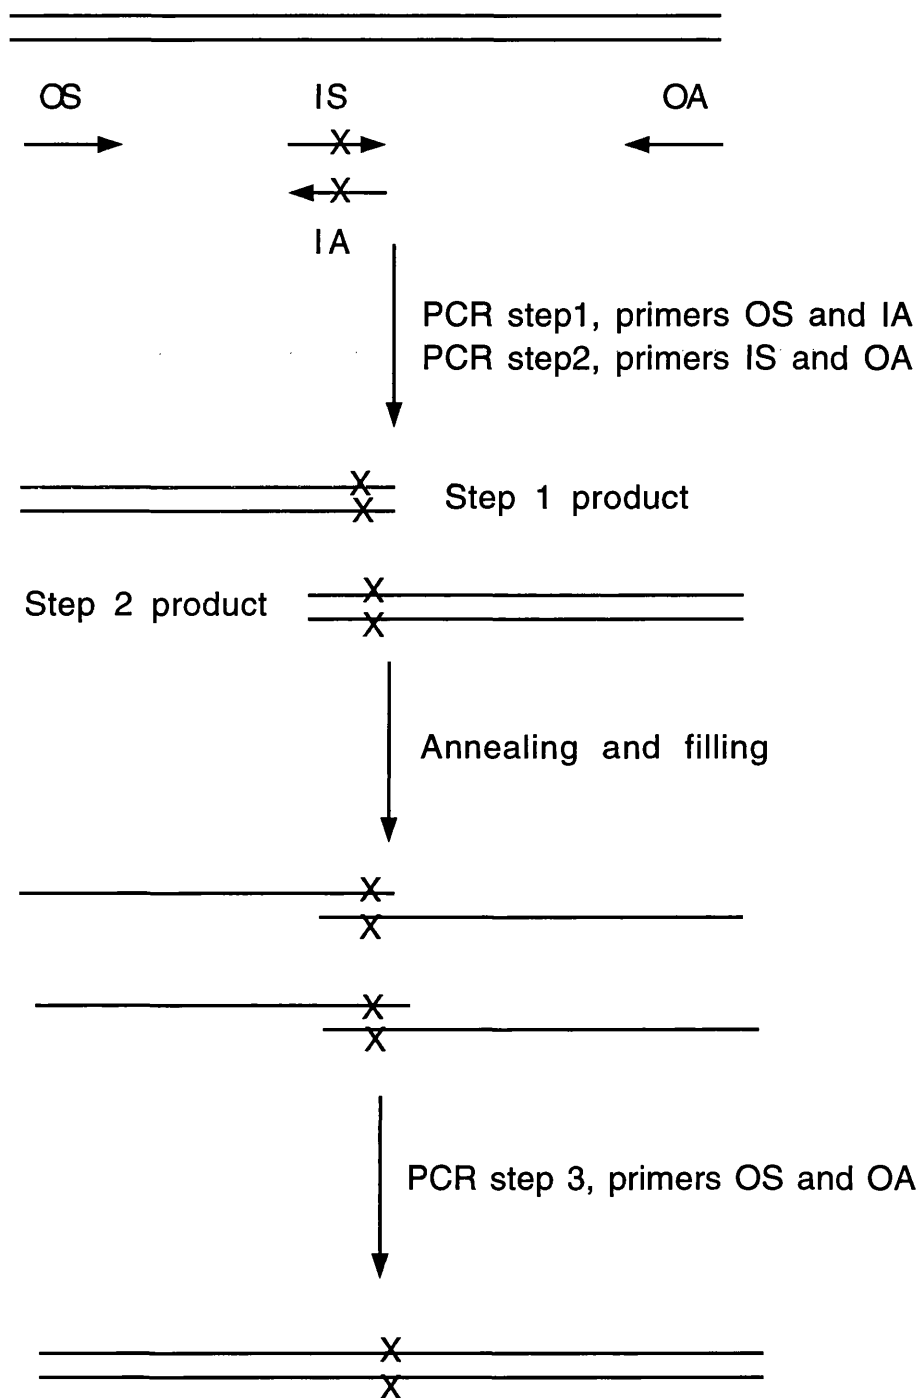 OS IS OA
X
X
IA
PCR step1, primers OS and IA
PCR step2, primers IS and OA
X
X
Step 1 product
X
Step 2 product
X
Annealing and filling
X
X
X
X
PCR step 3, primers OS and OA
X
X